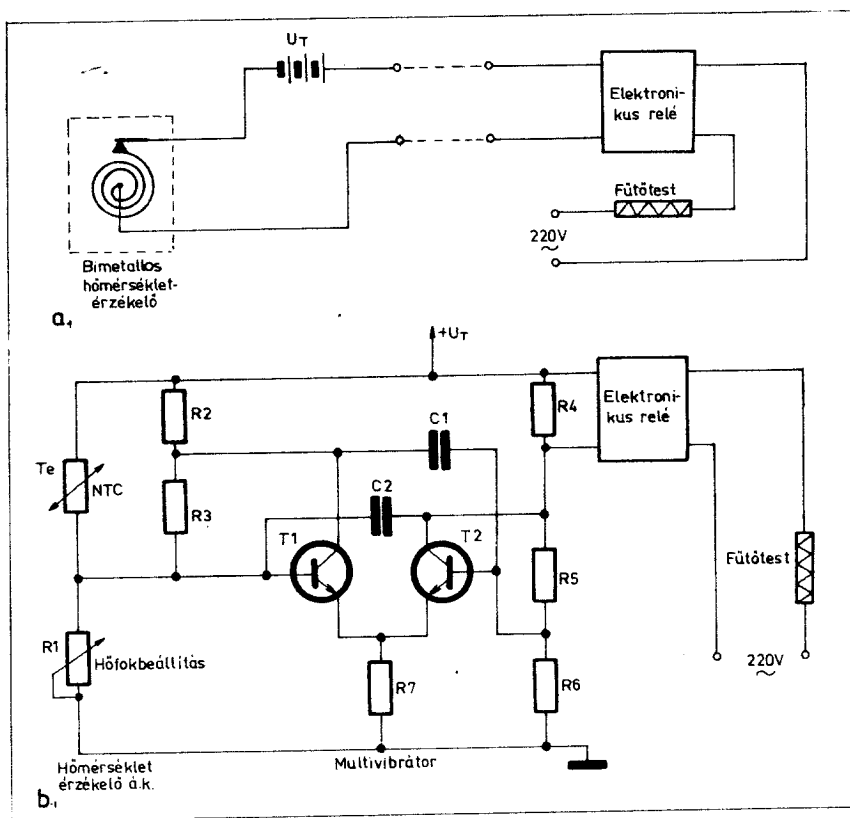 U_T
Elektroni-
kus relé
Fűtőtest
220V
~
Bimetallos
hőmérséklet-
érzékelő
a,
+U_T
R2
R4
Elektroni-
kus relé
C1
Te
NTC
R3
C2
T1
T2
R5
Fűtőtest
R1
Hőfokbeállítás
R7
R6
220V
~
Hőmérséklet
érzékelő á.k.
Multivibrátor
b,